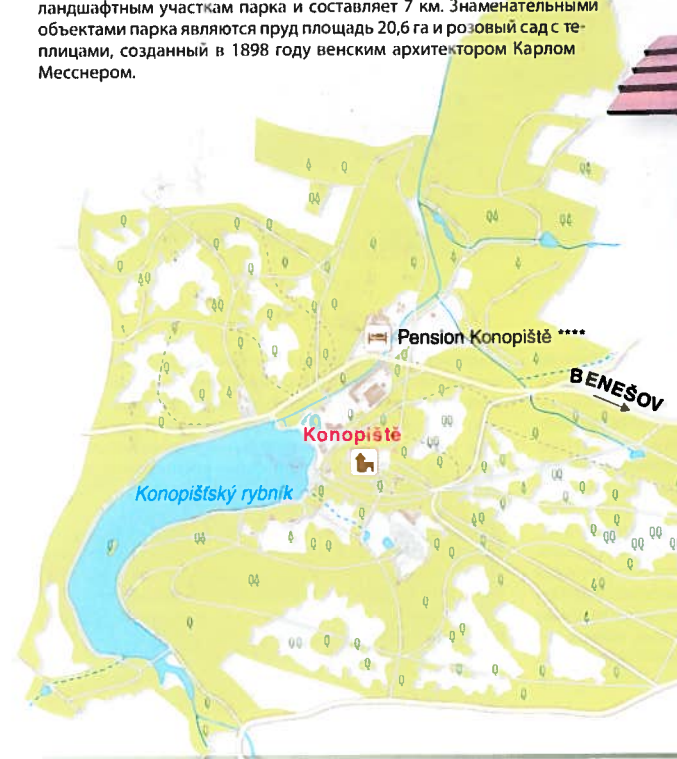 ландшафтным участкам парка и составляет 7 км. Знаменательными
объектами парка являются пруд площадь 20,6 га и розовый сад с те-
плицами, созданный в 1898 году венским архитектором Карлом
Месснером.
Pension Konopiště ****
BENEŠOV
Konopiště
Konopišťský rybník